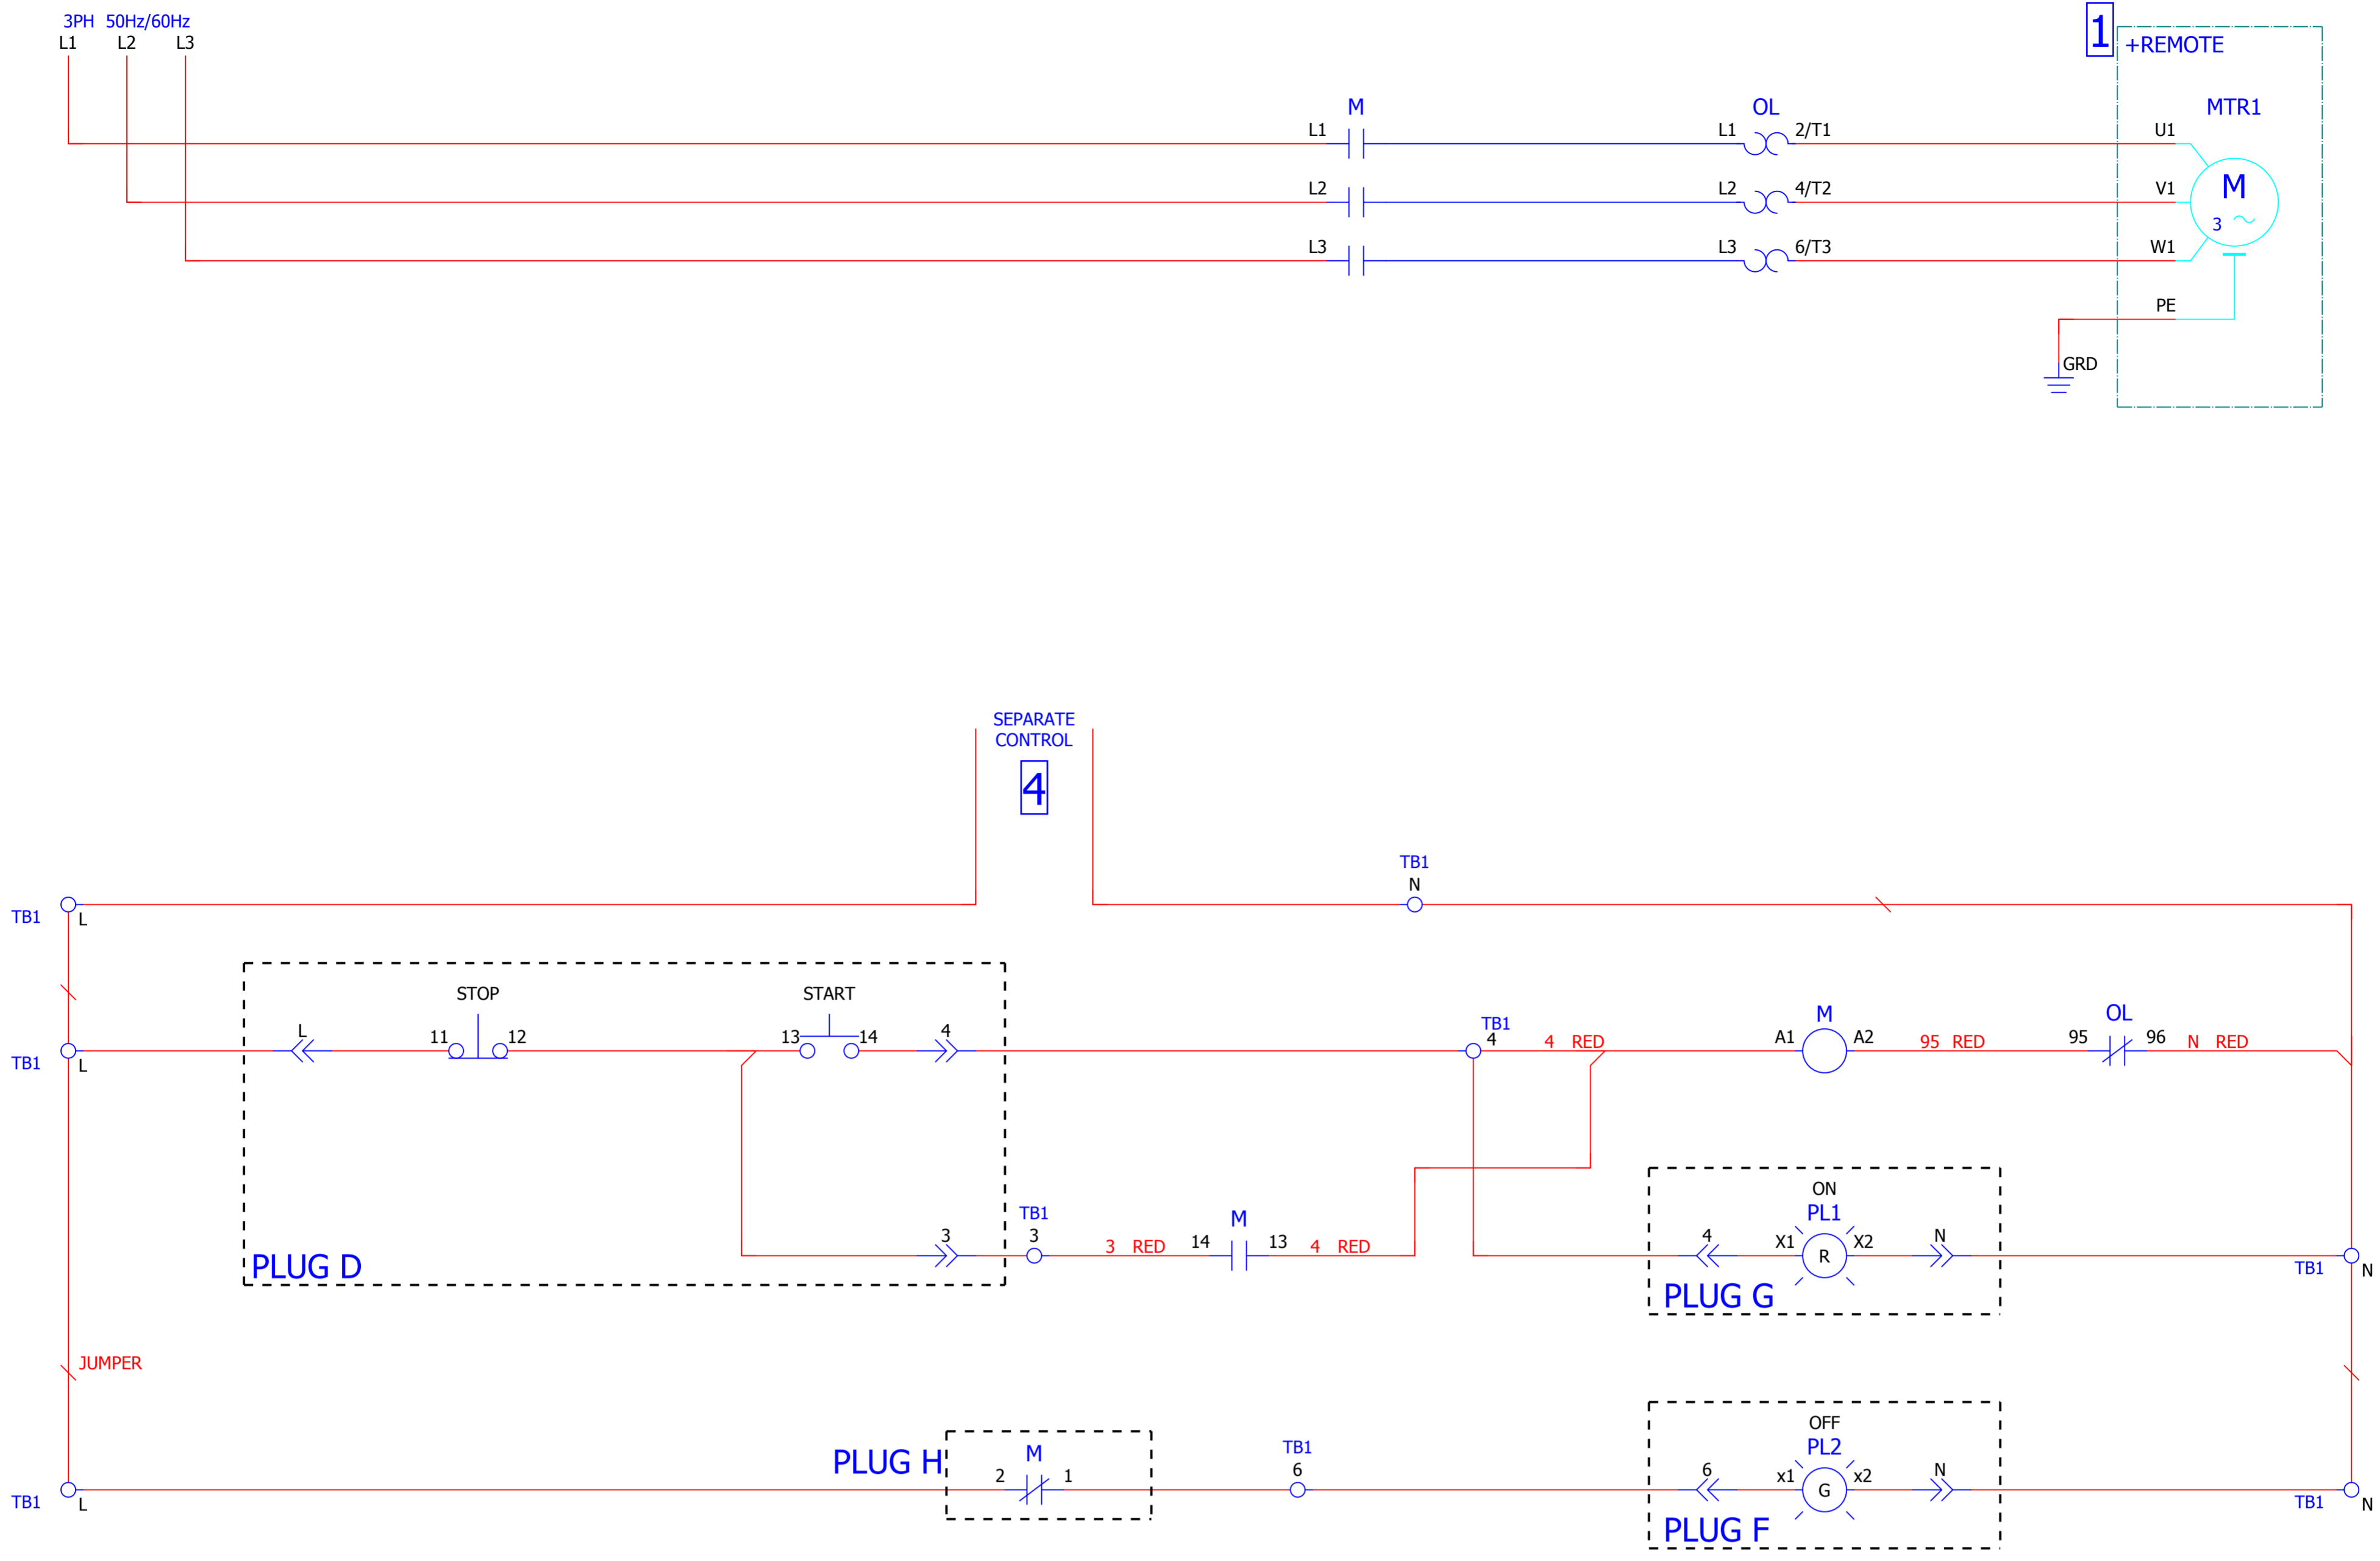 3PH 50Hz/60Hz
L1 L2 L3
1
+REMOTE
M OL MTR1
L1 L1 2/T1 U1
L2 L2 4/T2 V1
M
3
L3 L3 6/T3 W1
PE
GRD
SEPARATE
CONTROL
4
TB1
N
TB1 L
STOP START
L 11 12 13 14 4
TB1
4
4 RED
M
A1 A2
95 RED
OL
95 96
N RED
TB1 L
PLUG D
3
TB1
3
3 RED
M
14 13
4 RED
ON
PL1
4 X1 R X2 N
PLUG G
TB1 N
JUMPER
PLUG H
M
2 1
TB1
6
OFF
PL2
6 x1 G x2 N
PLUG F
TB1 L
TB1 N